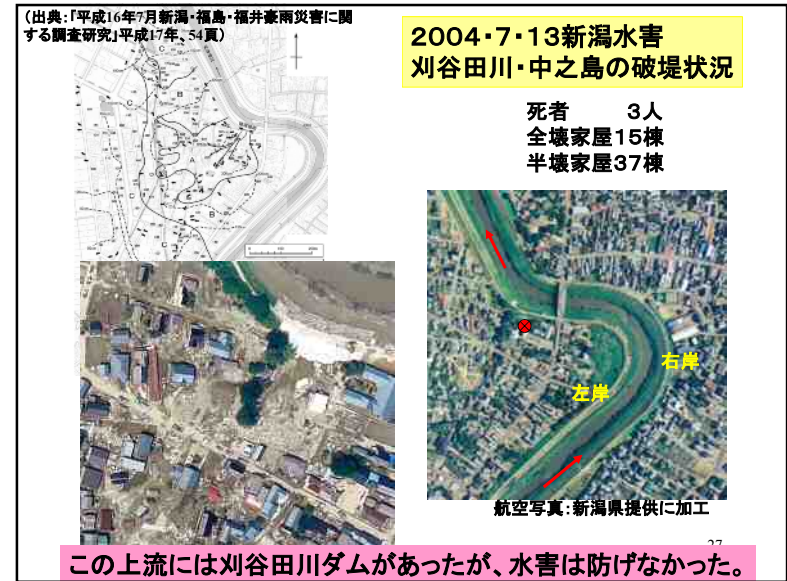 （出典：「平成16年7月新潟・福島・福井豪雨災害に関
する調査研究」平成17年、54頁）
２００４・７・１３新潟水害
刈谷田川・中之島の破堤状況
死者　　　３人
全壊家屋１５棟
半壊家屋３７棟
C
C
B
A
B
C
C
右岸
左岸
航空写真：新潟県提供に加工
27
この上流には刈谷田川ダムがあったが、水害は防げなかった。